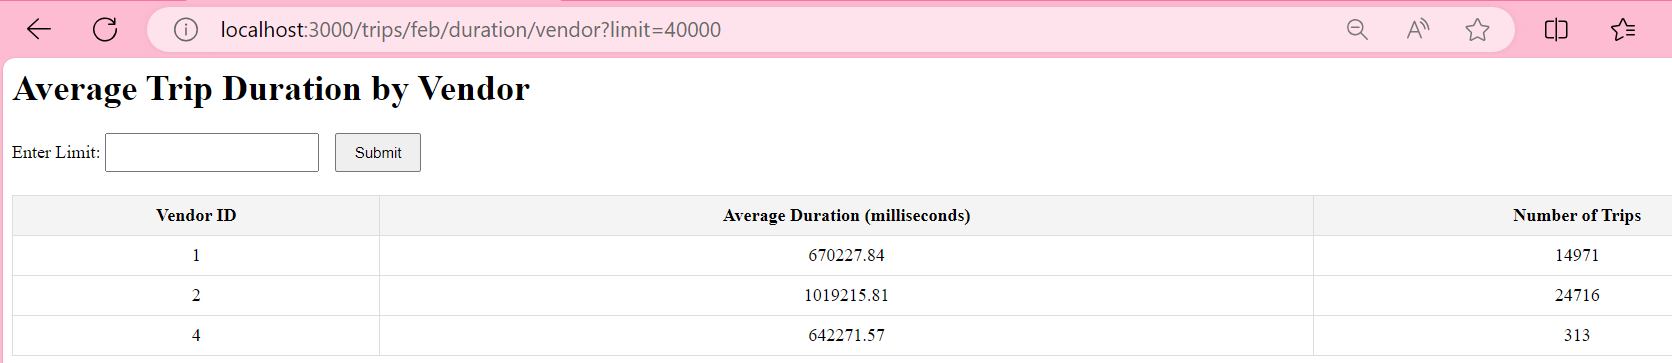 localhost:3000/trips/feb/duration/vendor?limit=40000
Average Trip Duration by Vendor
Enter Limit: Submit
Vendor ID Average Duration (milliseconds) Number of Trips
1 670227.84 14971
2 1019215.81 24716
4 642271.57 313